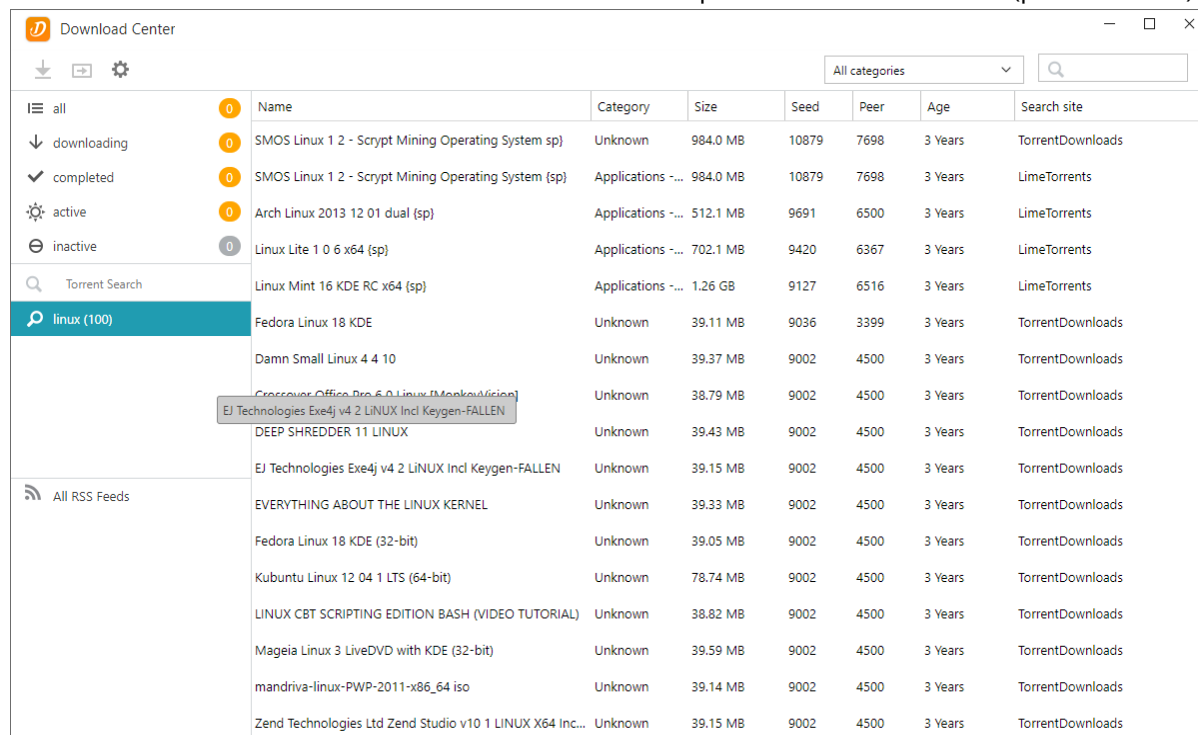 Download Center
All categories
all 0
downloading 0
completed 0
active 0
inactive 0
Torrent Search
linux (100)
All RSS Feeds
Name Category Size Seed Peer Age Search site
SMOS Linux 1 2 - Scrypt Mining Operating System sp} Unknown 984.0 MB 10879 7698 3 Years TorrentDownloads
SMOS Linux 1 2 - Scrypt Mining Operating System {sp} Applications -... 984.0 MB 10879 7698 3 Years LimeTorrents
Arch Linux 2013 12 01 dual {sp} Applications -... 512.1 MB 9691 6500 3 Years LimeTorrents
Linux Lite 1 0 6 x64 {sp} Applications -... 702.1 MB 9420 6367 3 Years LimeTorrents
Linux Mint 16 KDE RC x64 {sp} Applications -... 1.26 GB 9127 6516 3 Years LimeTorrents
Fedora Linux 18 KDE Unknown 39.11 MB 9036 3399 3 Years TorrentDownloads
Damn Small Linux 4 4 10 Unknown 39.37 MB 9002 4500 3 Years TorrentDownloads
Crossover Office Pro 6 0 Linux [MonkeyVision] Unknown 38.79 MB 9002 4500 3 Years TorrentDownloads
EJ Technologies Exe4j v4 2 LiNUX Incl Keygen-FALLEN
DEEP SHREDDER 11 LINUX Unknown 39.43 MB 9002 4500 3 Years TorrentDownloads
EJ Technologies Exe4j v4 2 LiNUX Incl Keygen-FALLEN Unknown 39.15 MB 9002 4500 3 Years TorrentDownloads
EVERYTHING ABOUT THE LINUX KERNEL Unknown 39.33 MB 9002 4500 3 Years TorrentDownloads
Fedora Linux 18 KDE (32-bit) Unknown 39.05 MB 9002 4500 3 Years TorrentDownloads
Kubuntu Linux 12 04 1 LTS (64-bit) Unknown 78.74 MB 9002 4500 3 Years TorrentDownloads
LINUX CBT SCRIPTING EDITION BASH (VIDEO TUTORIAL) Unknown 38.82 MB 9002 4500 3 Years TorrentDownloads
Mageia Linux 3 LiveDVD with KDE (32-bit) Unknown 39.59 MB 9002 4500 3 Years TorrentDownloads
mandriva-linux-PWP-2011-x86_64 iso Unknown 39.14 MB 9002 4500 3 Years TorrentDownloads
Zend Technologies Ltd Zend Studio v10 1 LINUX X64 Inc... Unknown 39.15 MB 9002 4500 3 Years TorrentDownloads